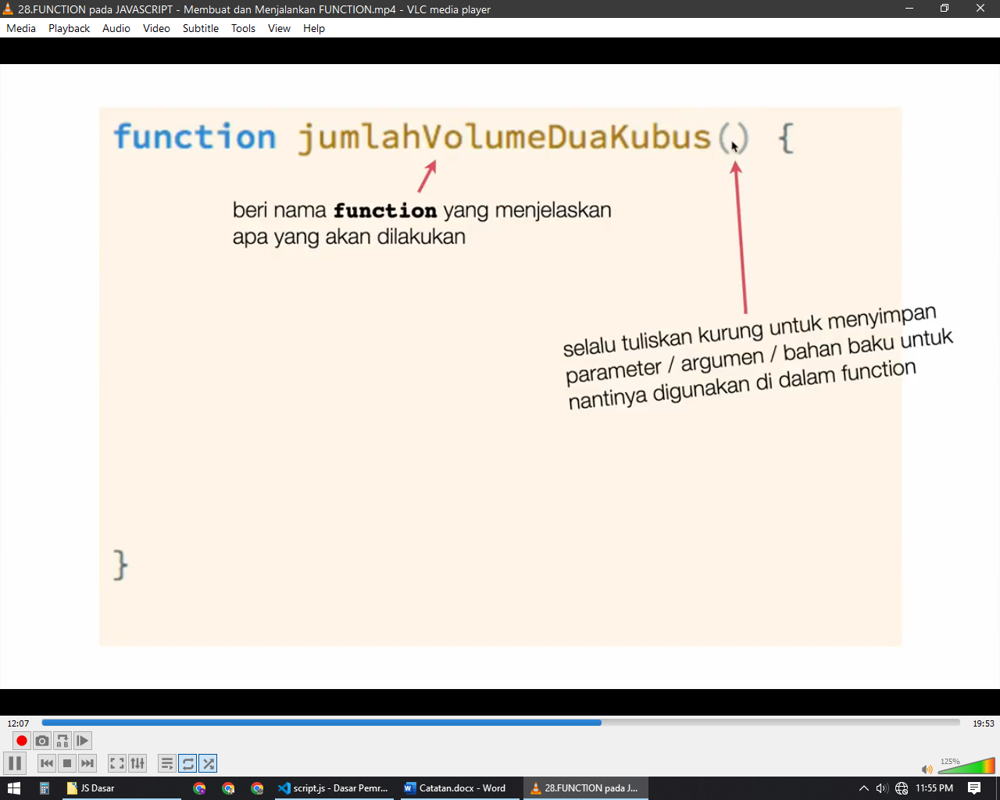 28.FUNCTION pada JAVASCRIPT - Membuat dan Menjalankan FUNCTION.mp4 - VLC media player
Media Playback Audio Video Subtitle Tools View Help
function jumlahVolumeDuaKubus() {
beri nama function yang menjelaskan
apa yang akan dilakukan
selalu tuliskan kurung untuk menyimpan
parameter / argumen / bahan baku untuk
nantinya digunakan di dalam function
}
12:07
19:53
A B
125%
JS Dasar
script.js - Dasar Pemr...
Catatan.docx - Word
28.FUNCTION pada J...
11:55 PM